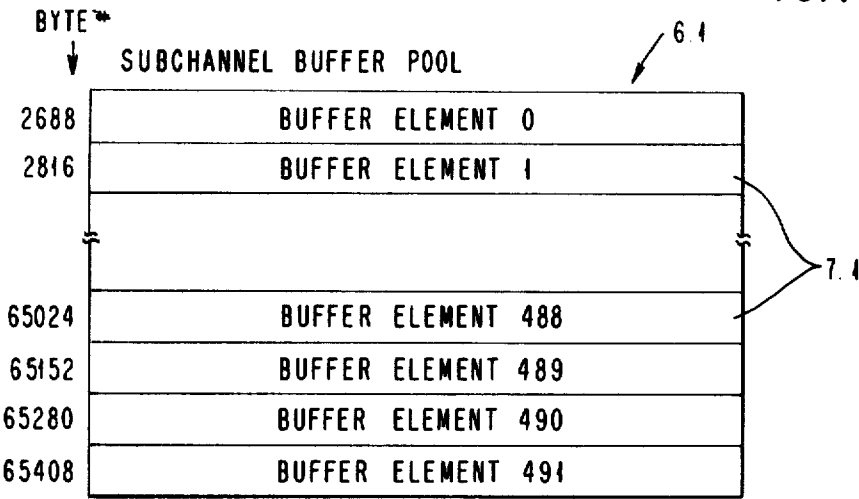 BYTE#
6.1
SUBCHANNEL BUFFER POOL
2688 BUFFER ELEMENT 0
2816 BUFFER ELEMENT 1
7.1
65024 BUFFER ELEMENT 488
65152 BUFFER ELEMENT 489
65280 BUFFER ELEMENT 490
65408 BUFFER ELEMENT 491